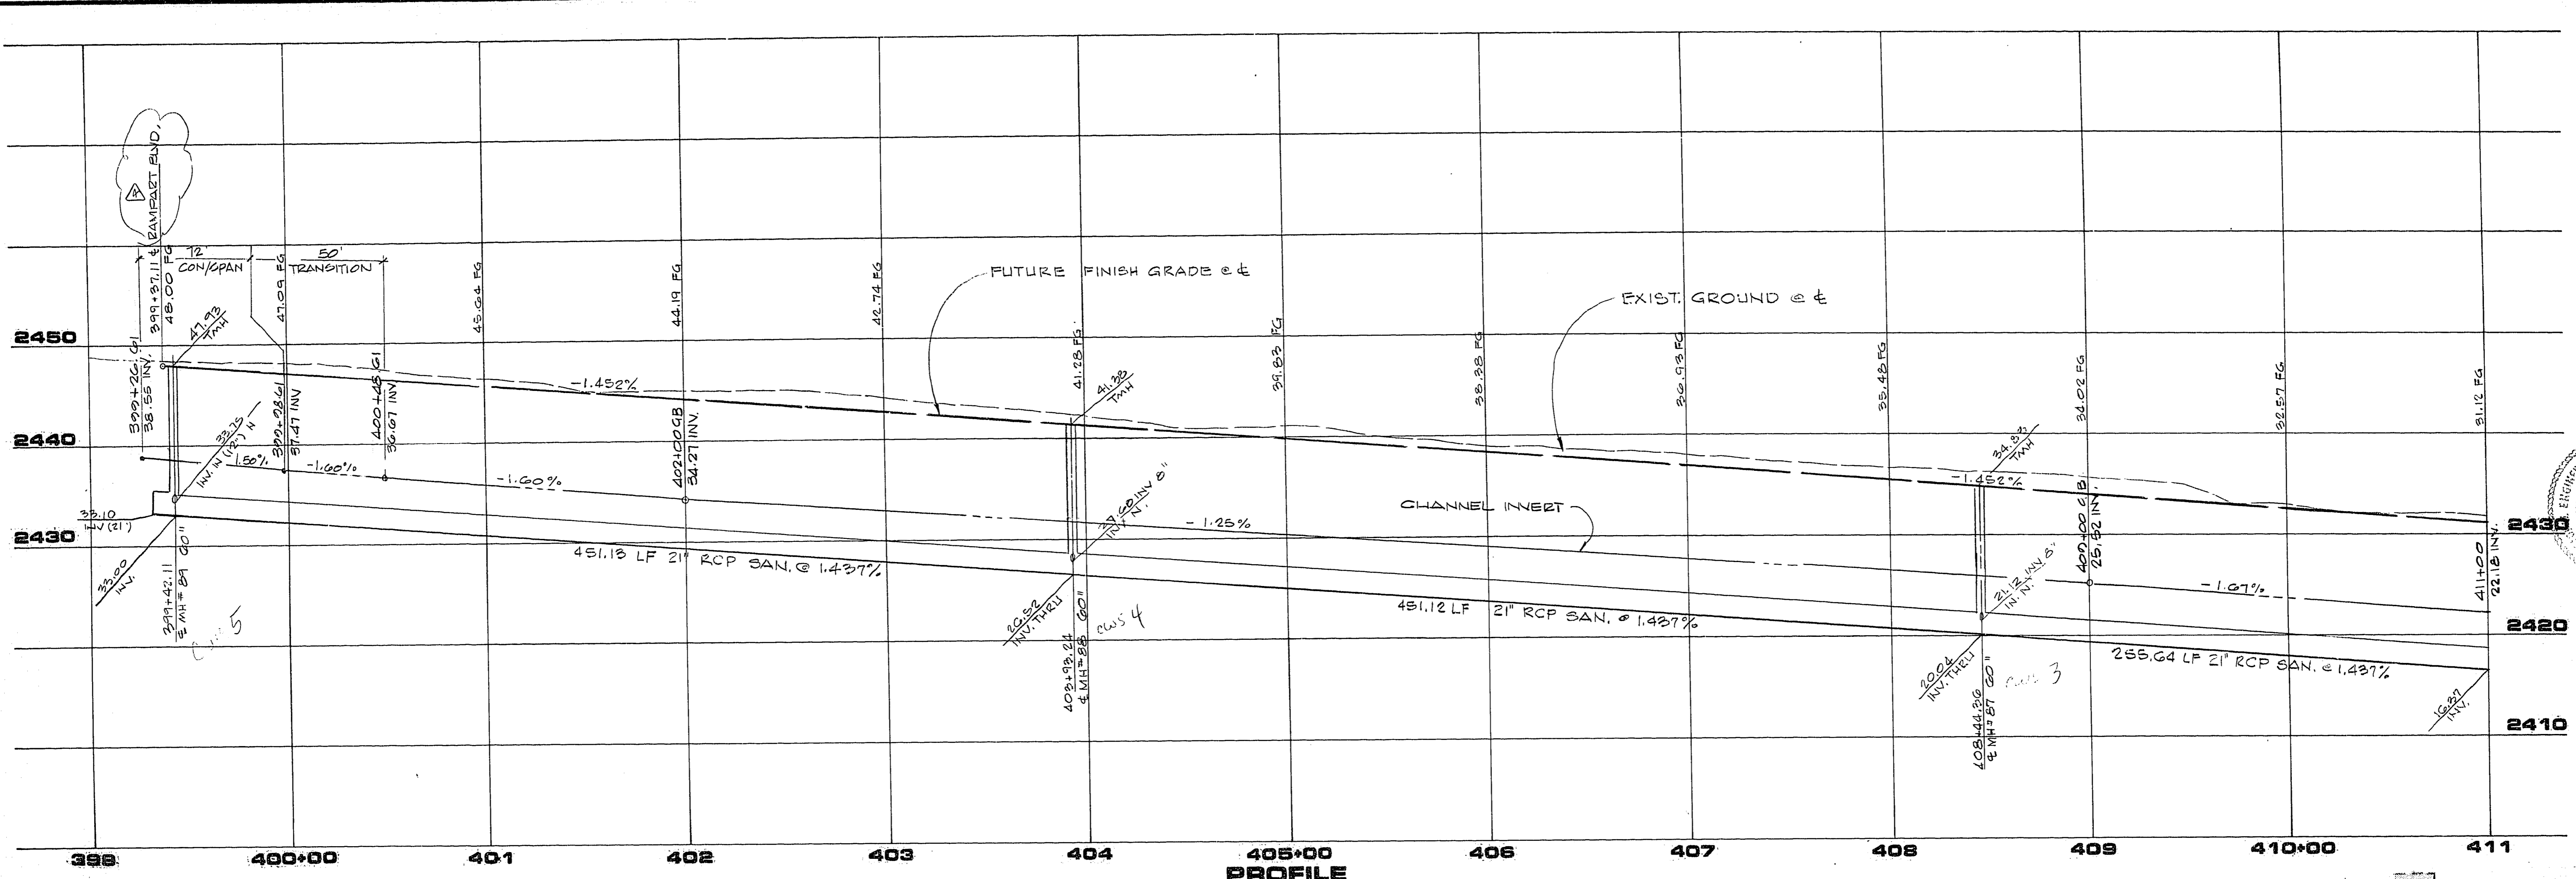 399+37.11 ℄ RAMPART BLVD.
48.00 FG
72'
CON/SPAN
50'
TRANSITION
47.09 FG
45.64 FG
44.19 FG
42.74 FG
41.28 FG
39.83 FG
38.38 FG
36.93 FG
35.48 FG
34.02 FG
32.57 FG
31.12 FG
FUTURE FINISH GRADE @ ℄
EXIST. GROUND @ ℄
2450
399+26.61
38.55 INV.
47.93
TMH
399+98.61
37.47 INV
400+48.61
36.67 INV
-1.452%
402+00 GB
34.27 INV.
41.38
TMH
34.83
TMH
-1.452%
2440
33.75
INV. IN (12") N
1.50%
-1.60%
-1.60%
27.60 INV 8"
IN N.
-1.25%
CHANNEL INVERT
21.12 INV. 8"
IN. N.
409+00 G.B
25.52 INV.
-1.67%
411+00
22.18 INV.
33.10
INV (21")
2430
2430
33.00
INV.
399+42.11
℄ MH# 89 60"
5
451.13 LF 21" RCP SAN. @ 1.437%
26.52
INV. THRU
403+93.24
℄ MH# 88 60"
cws 4
451.12 LF 21" RCP SAN. @ 1.437%
20.04
INV. THRU
408+44.36
℄ MH# 87 60"
cws 3
2420
255.64 LF 21" RCP SAN. @ 1.437%
16.37
INV.
2410
398 400+00 401 402 403 404 405+00 406 407 408 409 410+00 411
PROFILE